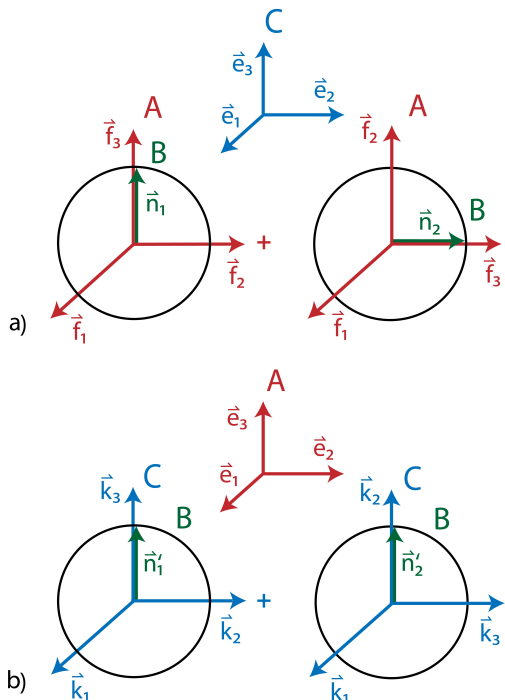 C
e⃗₃
e⃗₂
e⃗₁
A
f⃗₃
B
n⃗₁
f⃗₂
f⃗₁
+
A
f⃗₂
n⃗₂
B
f⃗₃
f⃗₁
a)
A
e⃗₃
e⃗₂
e⃗₁
k⃗₃
C
B
n⃗₁′
k⃗₂
k⃗₁
+
k⃗₂
C
B
n⃗₂′
k⃗₃
k⃗₁
b)